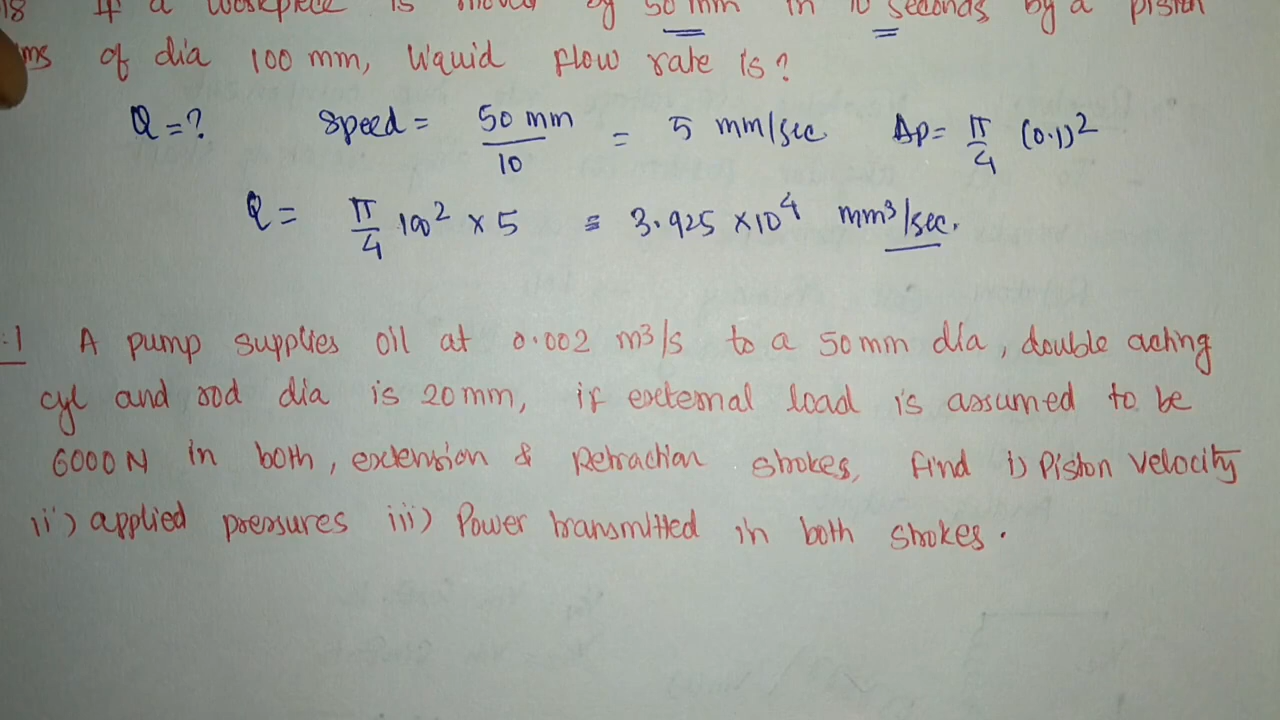 18 If a workpiece is moved by 50 mm in 10 seconds by a piston
ms of dia 100 mm, liquid flow rate is?
Q = ? Speed = 50 mm / 10 = 5 mm/sec Ap = π/4 (0.1)²
Q = π/4 100² × 5 = 3.925 × 10⁴ mm³/sec.
.1 A pump supplies oil at 0.002 m³/s to a 50 mm dia, double acting
cyl and rod dia is 20mm, if external load is assumed to be
6000 N in both, extension & Retraction strokes, find i) Piston velocity
ii) applied pressures iii) Power transmitted in both strokes.